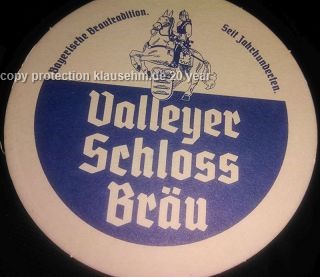 Bayerische Brautradition.
Seit Jahrhunderten.
copy protection klausehm.de 20 year
Valleyer
Schloss
Bräu